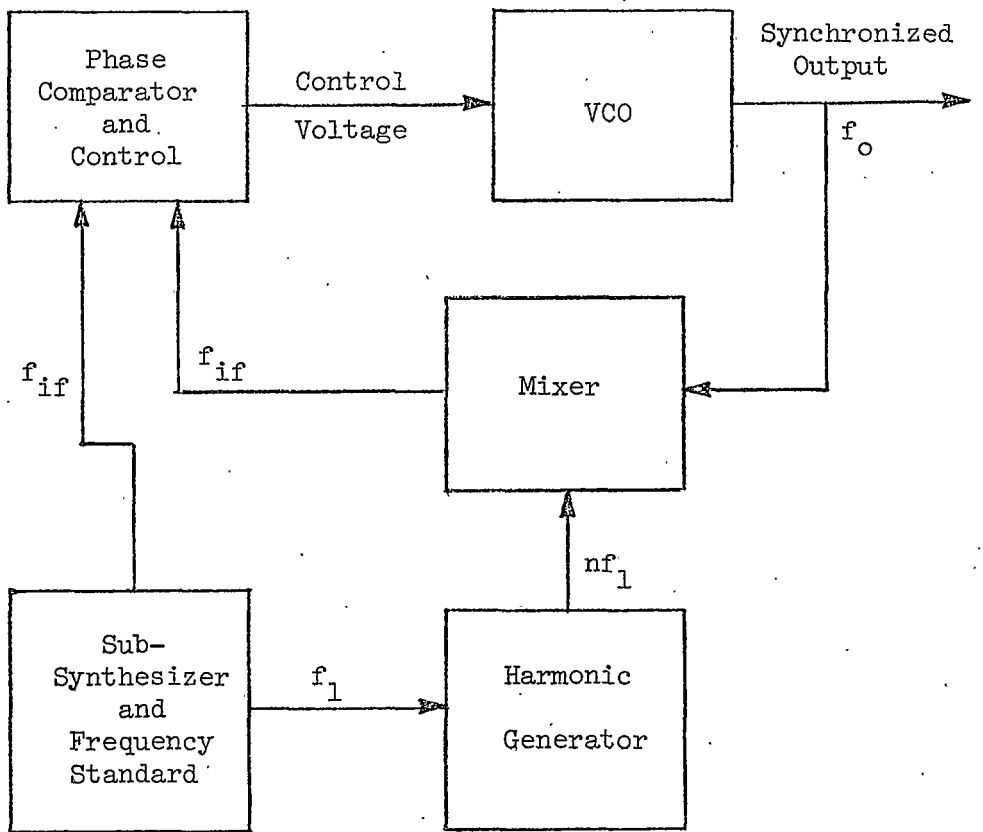 Phase
Comparator
and
Control
Control
Voltage
VCO
Synchronized
Output
f_o
f_if
f_if
Mixer
nf_1
Sub-
Synthesizer
and
Frequency
Standard
f_1
Harmonic
Generator